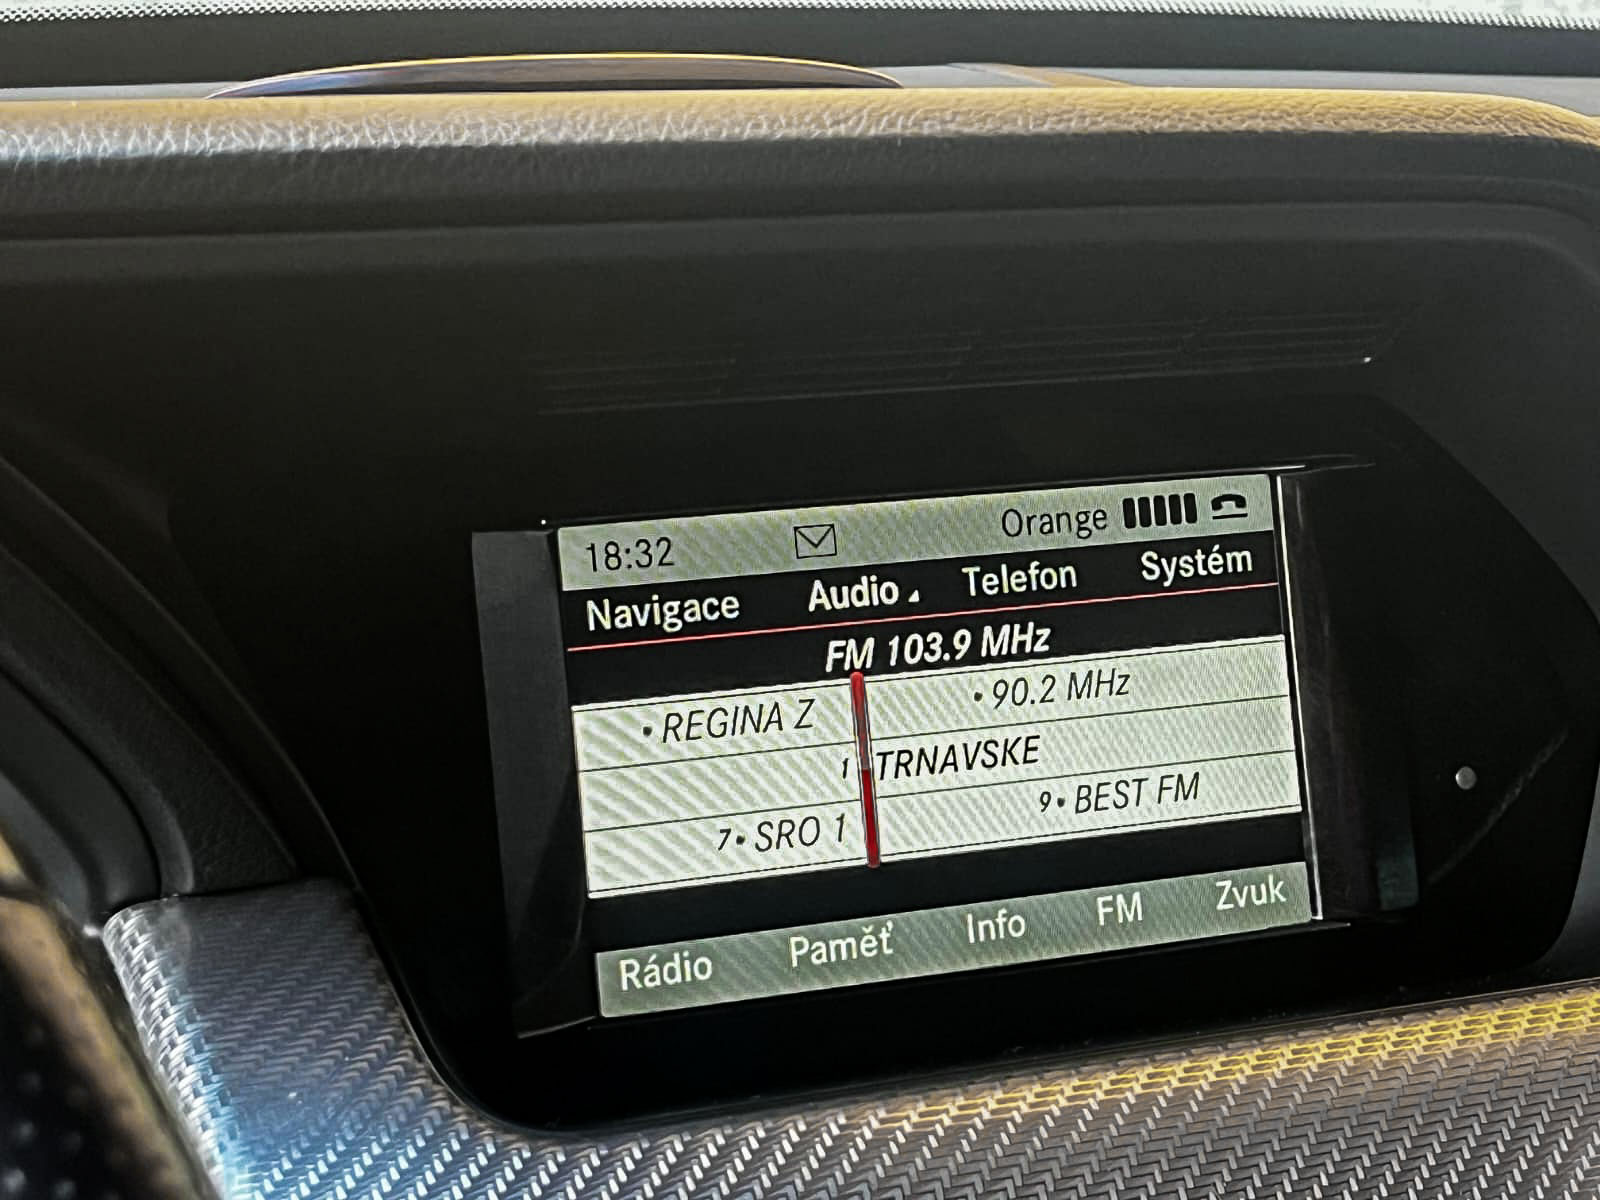 18:32 Orange
Navigace Audio Telefon Systém
FM 103.9 MHz
• REGINA Z • 90.2 MHz
1 TRNAVSKE
7• SRO 1 9• BEST FM
Rádio Paměť Info FM Zvuk